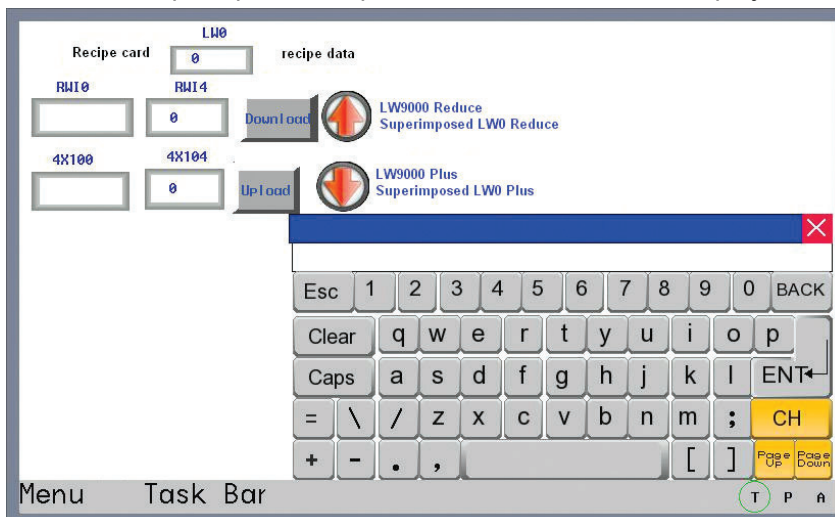 LW0
Recipe card 0 recipe data
RWI0 RWI4
0 Download LW9000 Reduce
Superimposed LW0 Reduce
4X100 4X104
0 Upload LW9000 Plus
Superimposed LW0 Plus
Esc 1 2 3 4 5 6 7 8 9 0 BACK
Clear q w e r t y u i o p
Caps a s d f g h j k l ENT
= \ / z x c v b n m ; CH
+ - . , [ ] Page Up Page Down
Menu Task Bar T P A